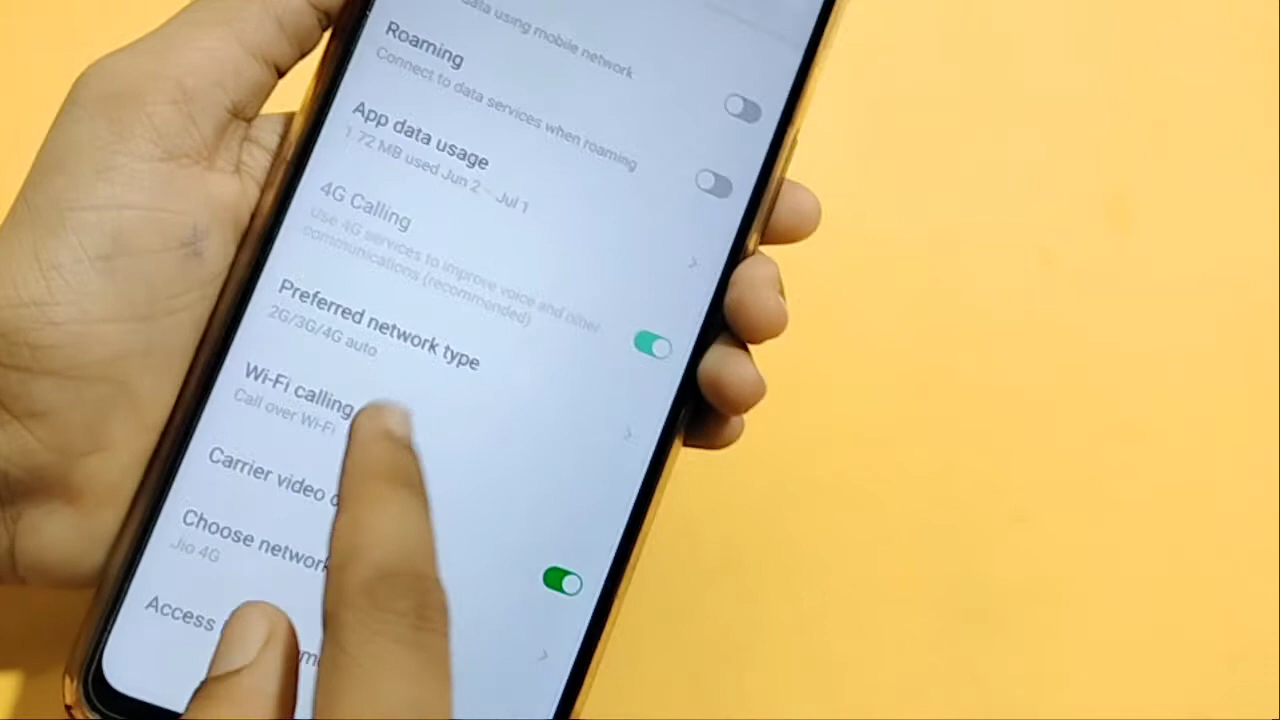 data using mobile network
Roaming
Connect to data services when roaming
App data usage
1.72 MB used Jun 2 - Jul 1
4G Calling
Use 4G services to improve voice and other
communications (recommended)
Preferred network type
2G/3G/4G auto
Wi-Fi calling
Call over Wi-Fi
Carrier video
Choose network
Jio 4G
Access